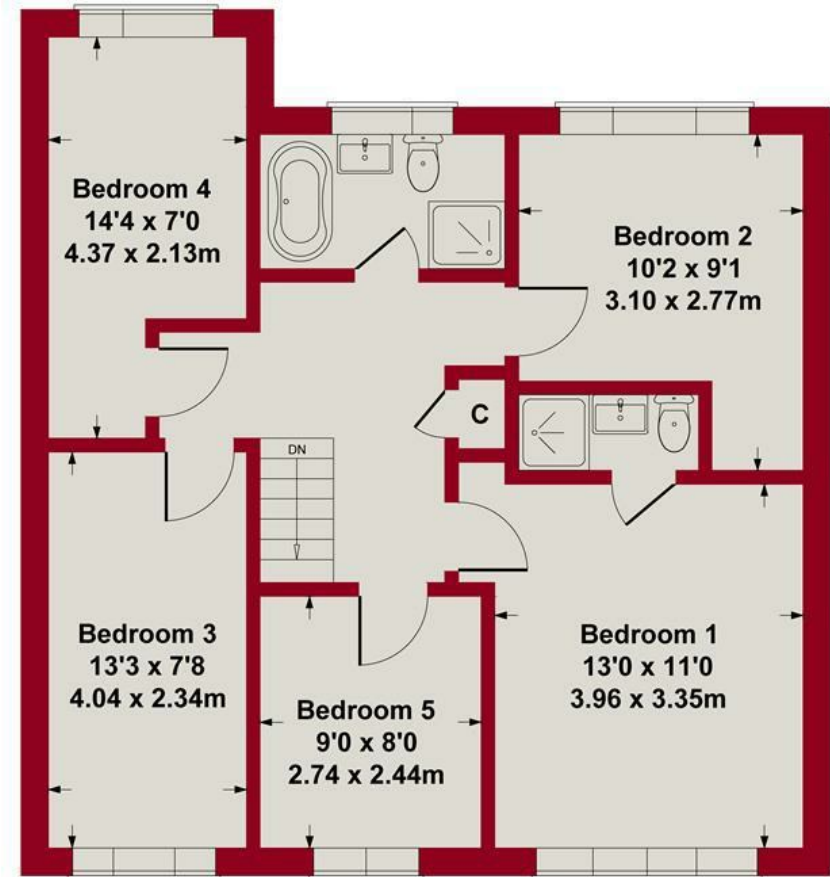 Bedroom 4
14'4 x 7'0
4.37 x 2.13m
Bedroom 2
10'2 x 9'1
3.10 x 2.77m
C
DN
Bedroom 3
13'3 x 7'8
4.04 x 2.34m
Bedroom 5
9'0 x 8'0
2.74 x 2.44m
Bedroom 1
13'0 x 11'0
3.96 x 3.35m